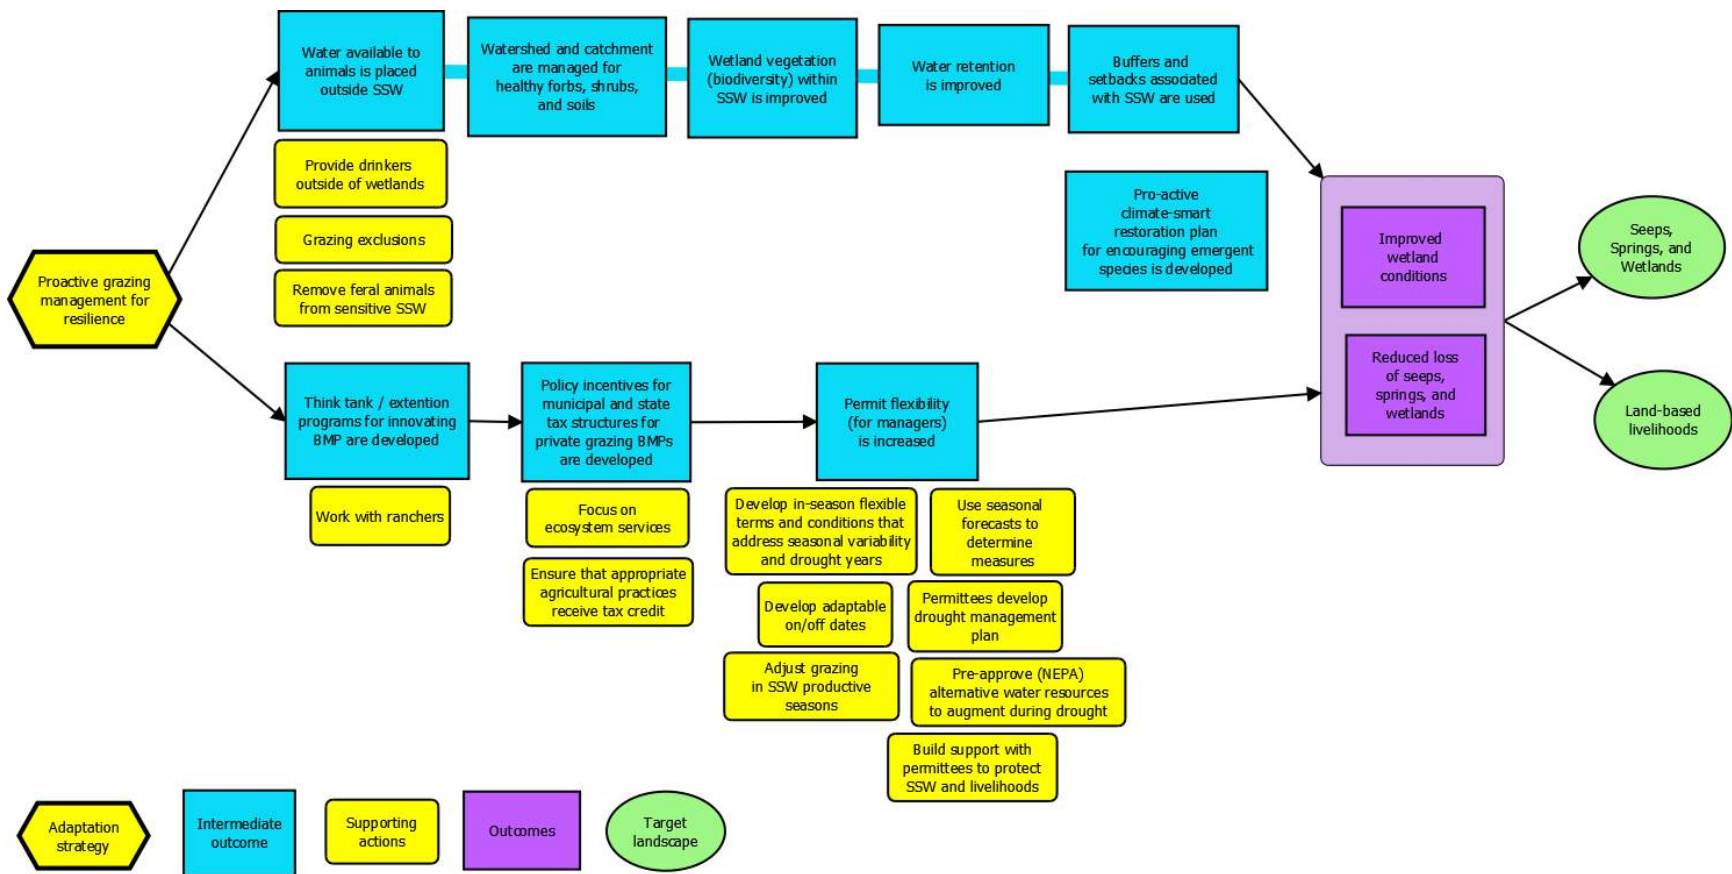 Water available to
animals is placed
outside SSW
Watershed and catchment
are managed for
healthy forbs, shrubs,
and soils
Wetland vegetation
(biodiversity) within
SSW is improved
Water retention
is improved
Buffers and
setbacks associated
with SSW are used
Provide drinkers
outside of wetlands
Grazing exclusions
Remove feral animals
from sensitive SSW
Pro-active
climate-smart
restoration plan
for encouraging emergent
species is developed
Proactive grazing
management for
resilience
Improved
wetland
conditions
Reduced loss
of seeps,
springs, and
wetlands
Seeps,
Springs, and
Wetlands
Land-based
livelihoods
Think tank / extention
programs for innovating
BMP are developed
Policy incentives for
municipal and state
tax structures for
private grazing BMPs
are developed
Permit flexibility
(for managers)
is increased
Work with ranchers
Focus on
ecosystem services
Ensure that appropriate
agricultural practices
receive tax credit
Develop in-season flexible
terms and conditions that
address seasonal variability
and drought years
Use seasonal
forecasts to
determine
measures
Develop adaptable
on/off dates
Permittees develop
drought management
plan
Adjust grazing
in SSW productive
seasons
Pre-approve (NEPA)
alternative water resources
to augment during drought
Build support with
permittees to protect
SSW and livelihoods
Adaptation
strategy
Intermediate
outcome
Supporting
actions
Outcomes
Target
landscape